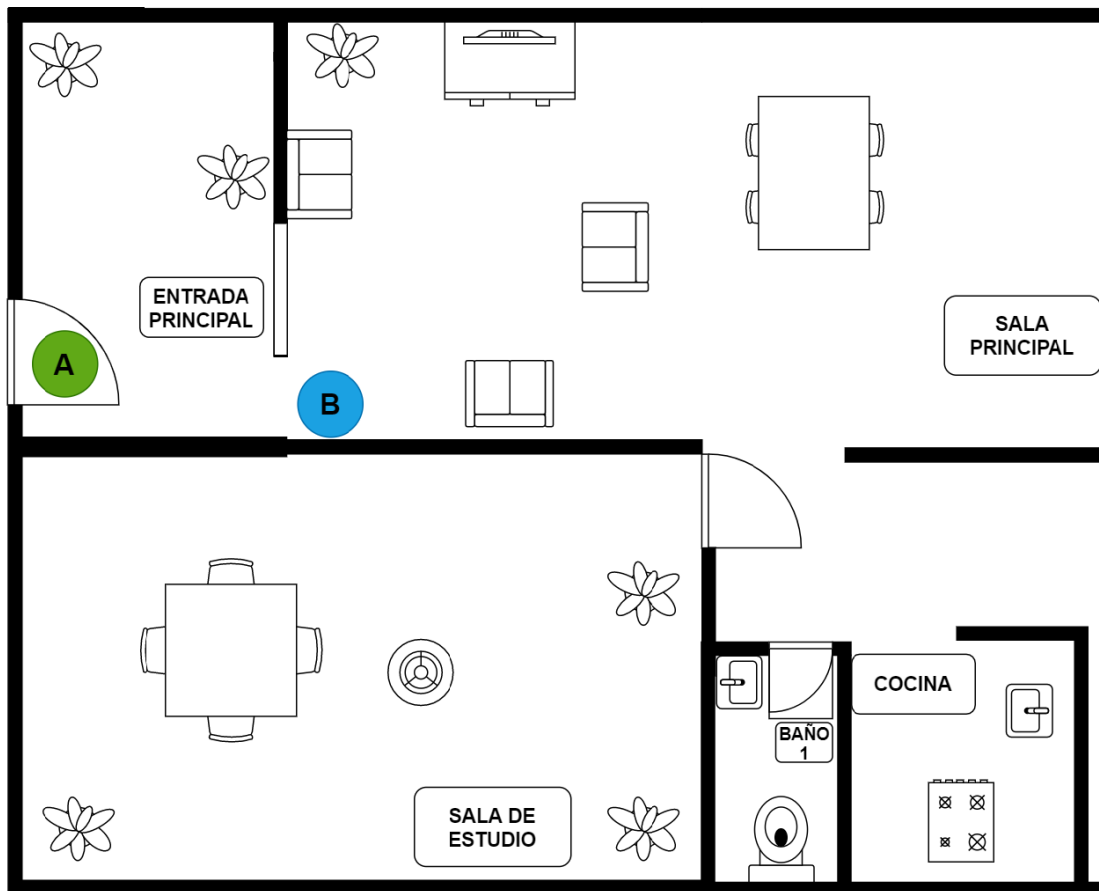 ENTRADA
PRINCIPAL
SALA
PRINCIPAL
A
B
COCINA
BAÑO
1
SALA DE
ESTUDIO